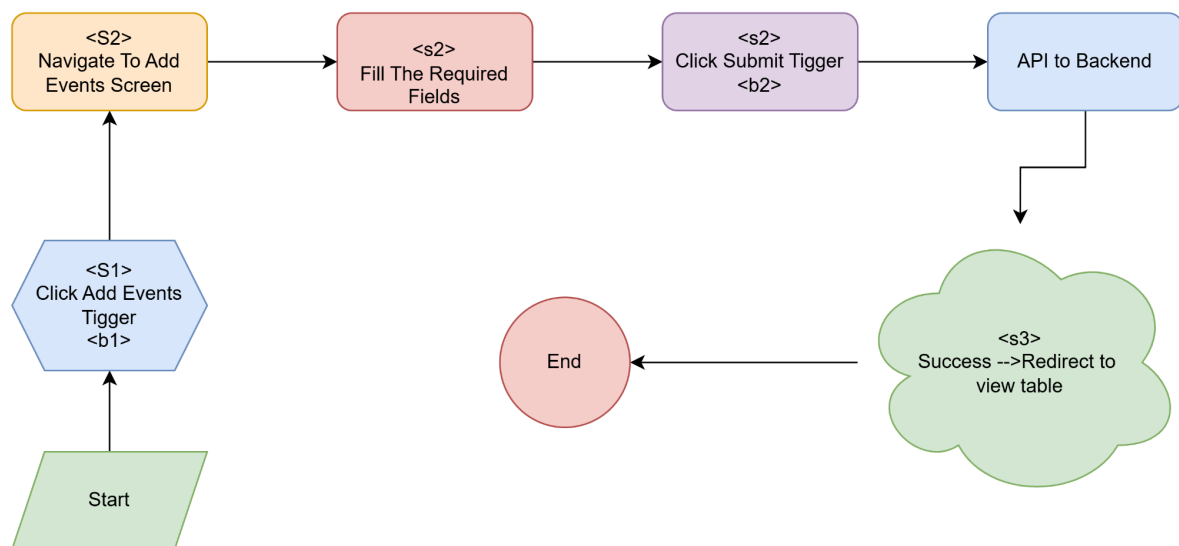 <S2>
Navigate To Add
Events Screen
<s2>
Fill The Required
Fields
<s2>
Click Submit Tigger
<b2>
API to Backend
<S1>
Click Add Events
Tigger
<b1>
<s3>
Success -->Redirect to
view table
End
Start